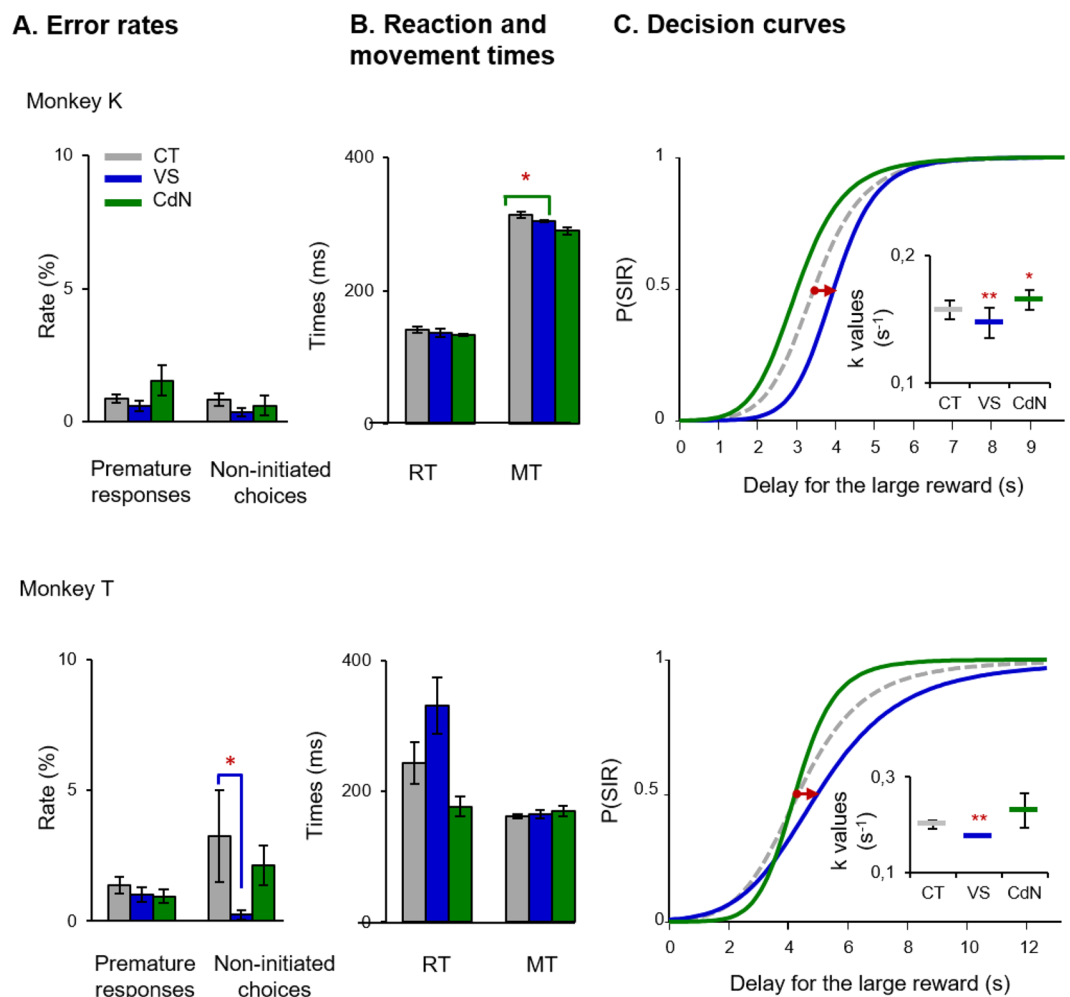 A. Error rates
B. Reaction and
movement times
C. Decision curves
Monkey K
10
5
0
Rate (%)
CT
VS
CdN
Premature
responses
Non-initiated
choices
400
200
0
Times (ms)
*
RT
MT
1
0.5
0
P(SIR)
0 1 2 3 4 5 6 7 8 9
Delay for the large reward (s)
0,2
0,1
k values
(s-1)
**
*
CT VS CdN
Monkey T
10
5
0
Rate (%)
*
Premature
responses
Non-initiated
choices
400
200
0
Times (ms)
RT
MT
1
0.5
0
P(SIR)
0 2 4 6 8 10 12
Delay for the large reward (s)
0,3
0,1
k values
(s-1)
**
CT VS CdN